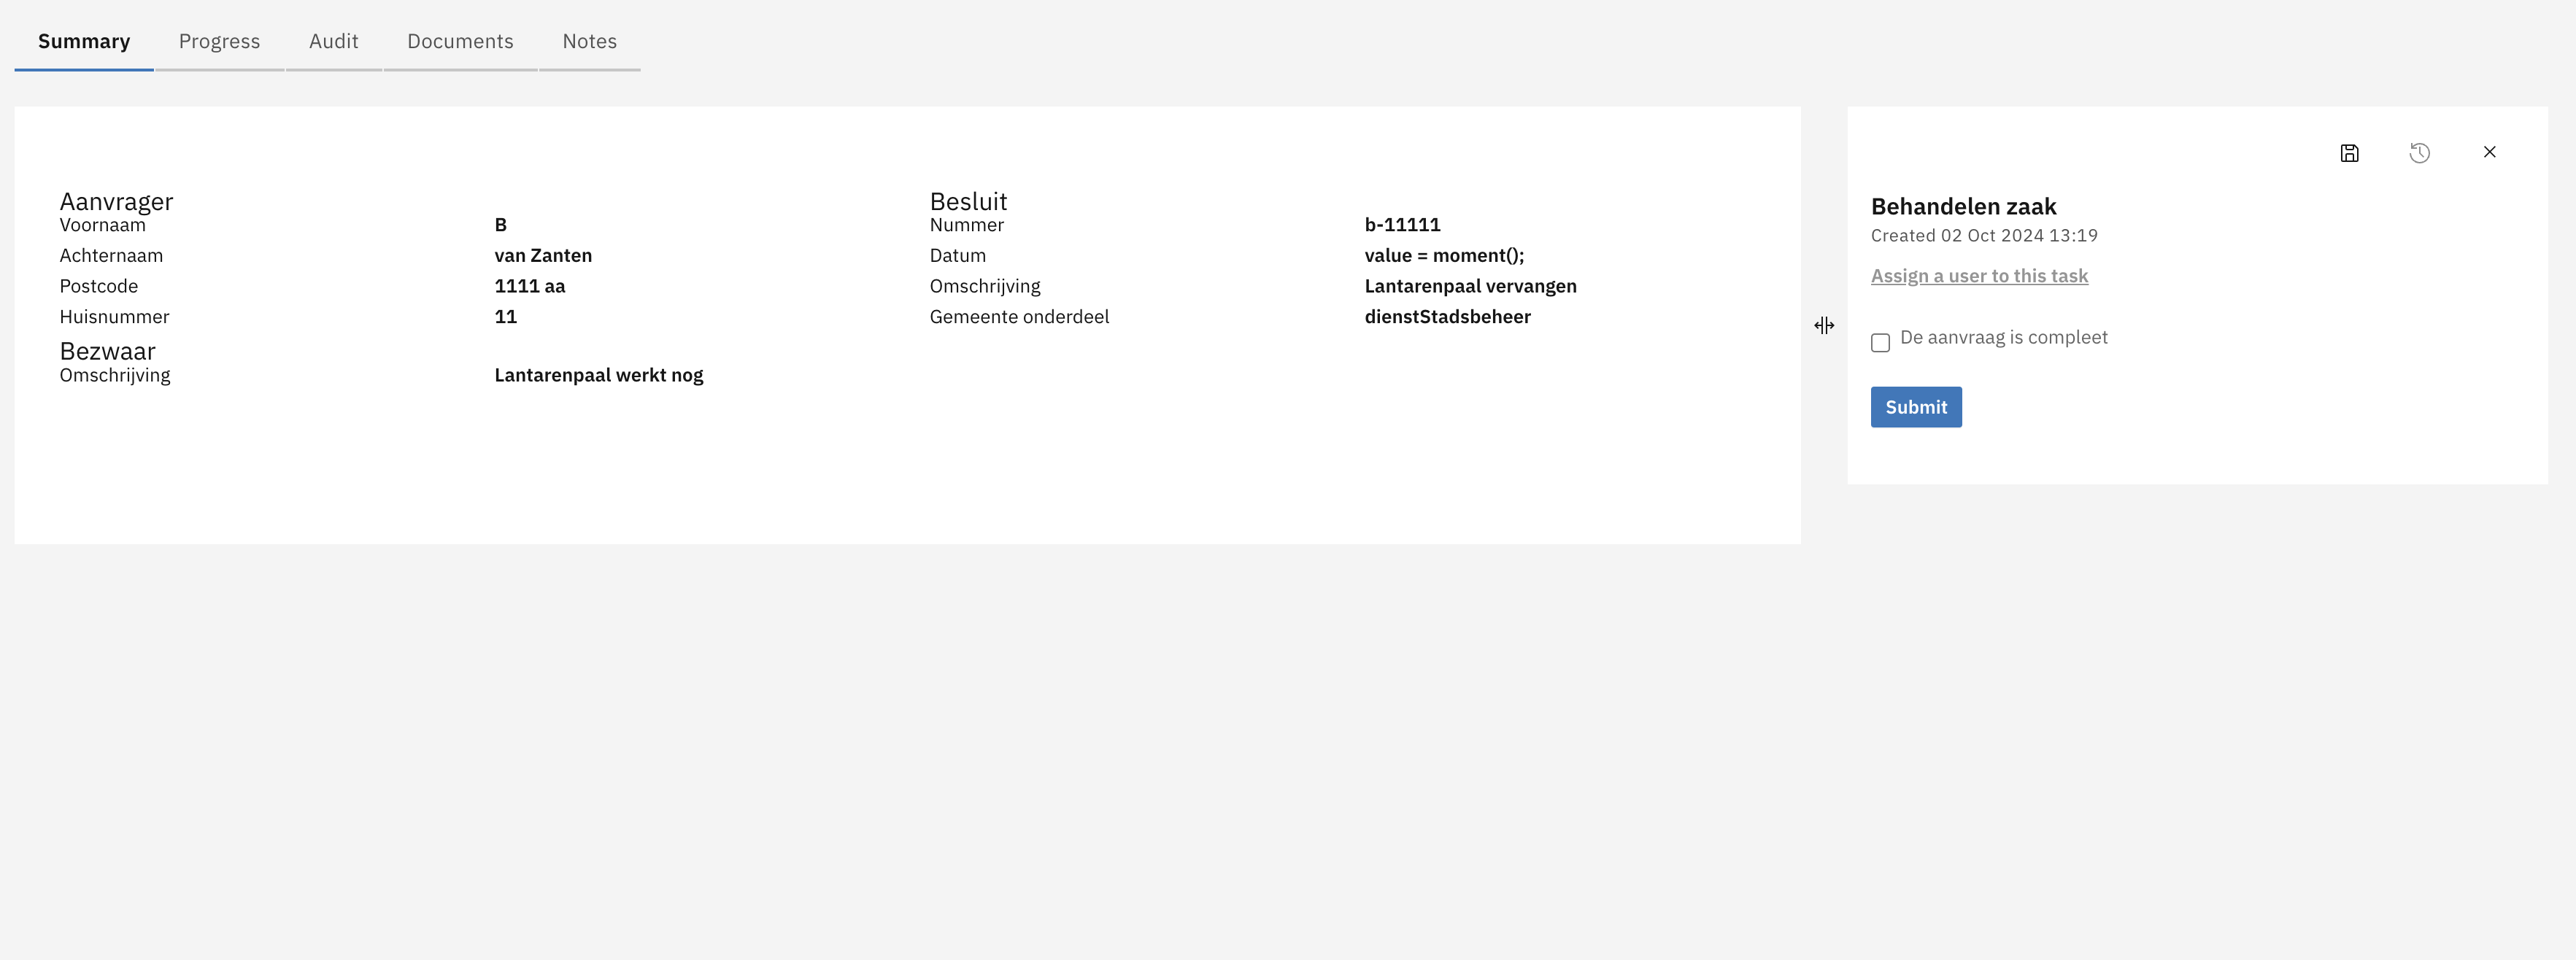 Summary Progress Audit Documents Notes
Aanvrager
Voornaam B
Achternaam van Zanten
Postcode 1111 aa
Huisnummer 11
Bezwaar
Omschrijving Lantarenpaal werkt nog
Besluit
Nummer b-11111
Datum value = moment();
Omschrijving Lantarenpaal vervangen
Gemeente onderdeel dienstStadsbeheer
Behandelen zaak
Created 02 Oct 2024 13:19
Assign a user to this task
De aanvraag is compleet
Submit